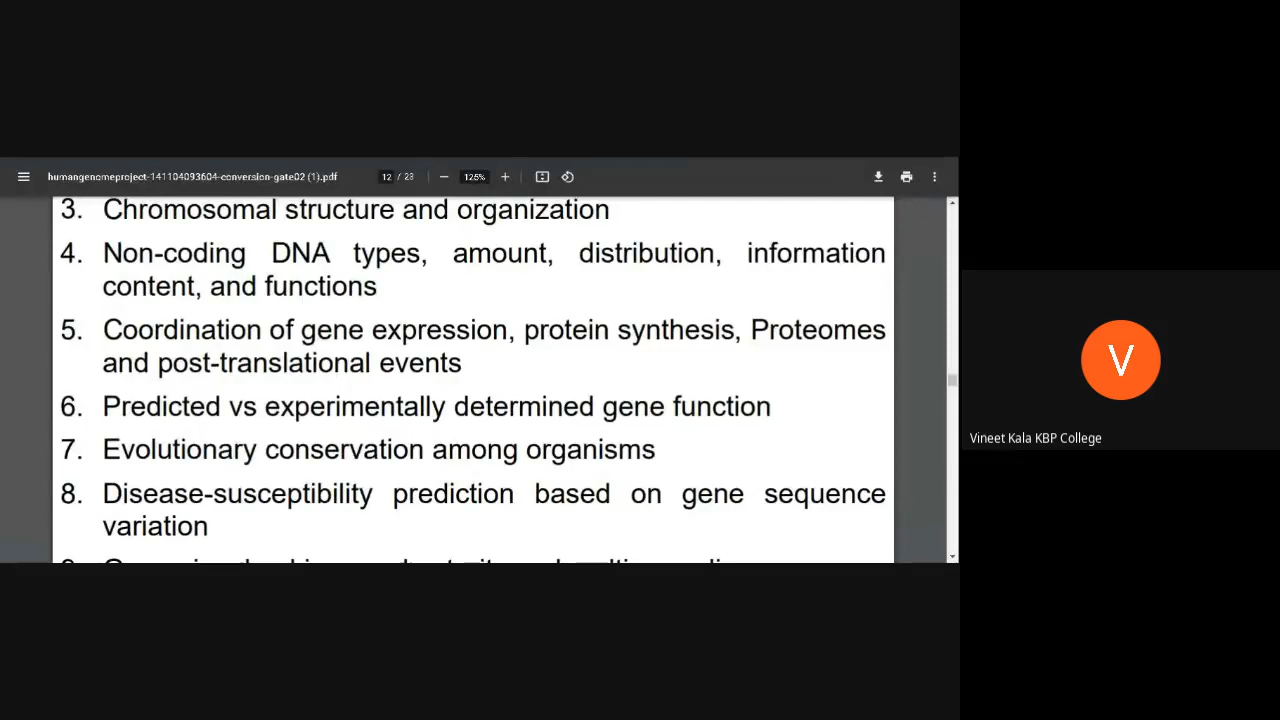 humangenomeproject-141104093604-conversion-gate02 (1).pdf
12 / 23
125%
3. Chromosomal structure and organization
4. Non-coding DNA types, amount, distribution, information
content, and functions
5. Coordination of gene expression, protein synthesis, Proteomes
and post-translational events
6. Predicted vs experimentally determined gene function
7. Evolutionary conservation among organisms
8. Disease-susceptibility prediction based on gene sequence
variation
V
Vineet Kala KBP College